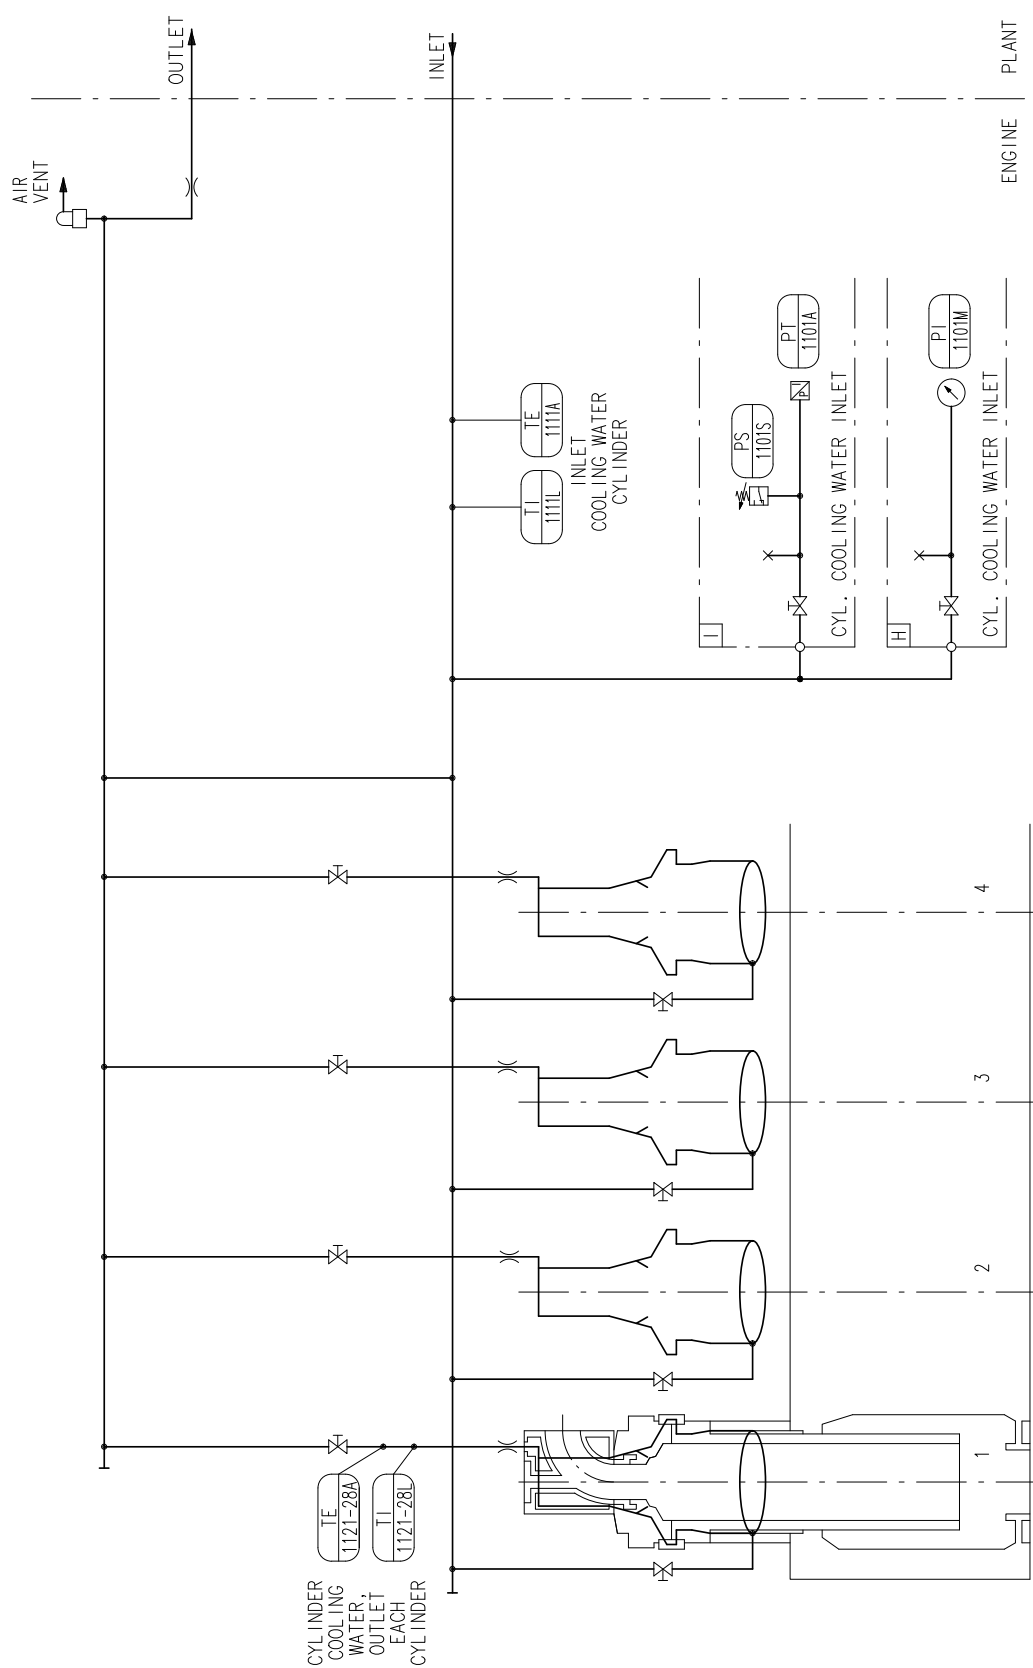 AIR
VENT
OUTLET
INLET
PLANT
ENGINE
TE
1111A
TI
1111L
INLET
COOLING WATER
CYLINDER
PT
1101A
PS
1101S
P I
CYL. COOLING WATER INLET
I
PI
1101M
CYL. COOLING WATER INLET
H
4
3
2
1
TE
1121-28A
TI
1121-28L
CYLINDER
COOLING
WATER,
OUTLET
EACH
CYLINDER